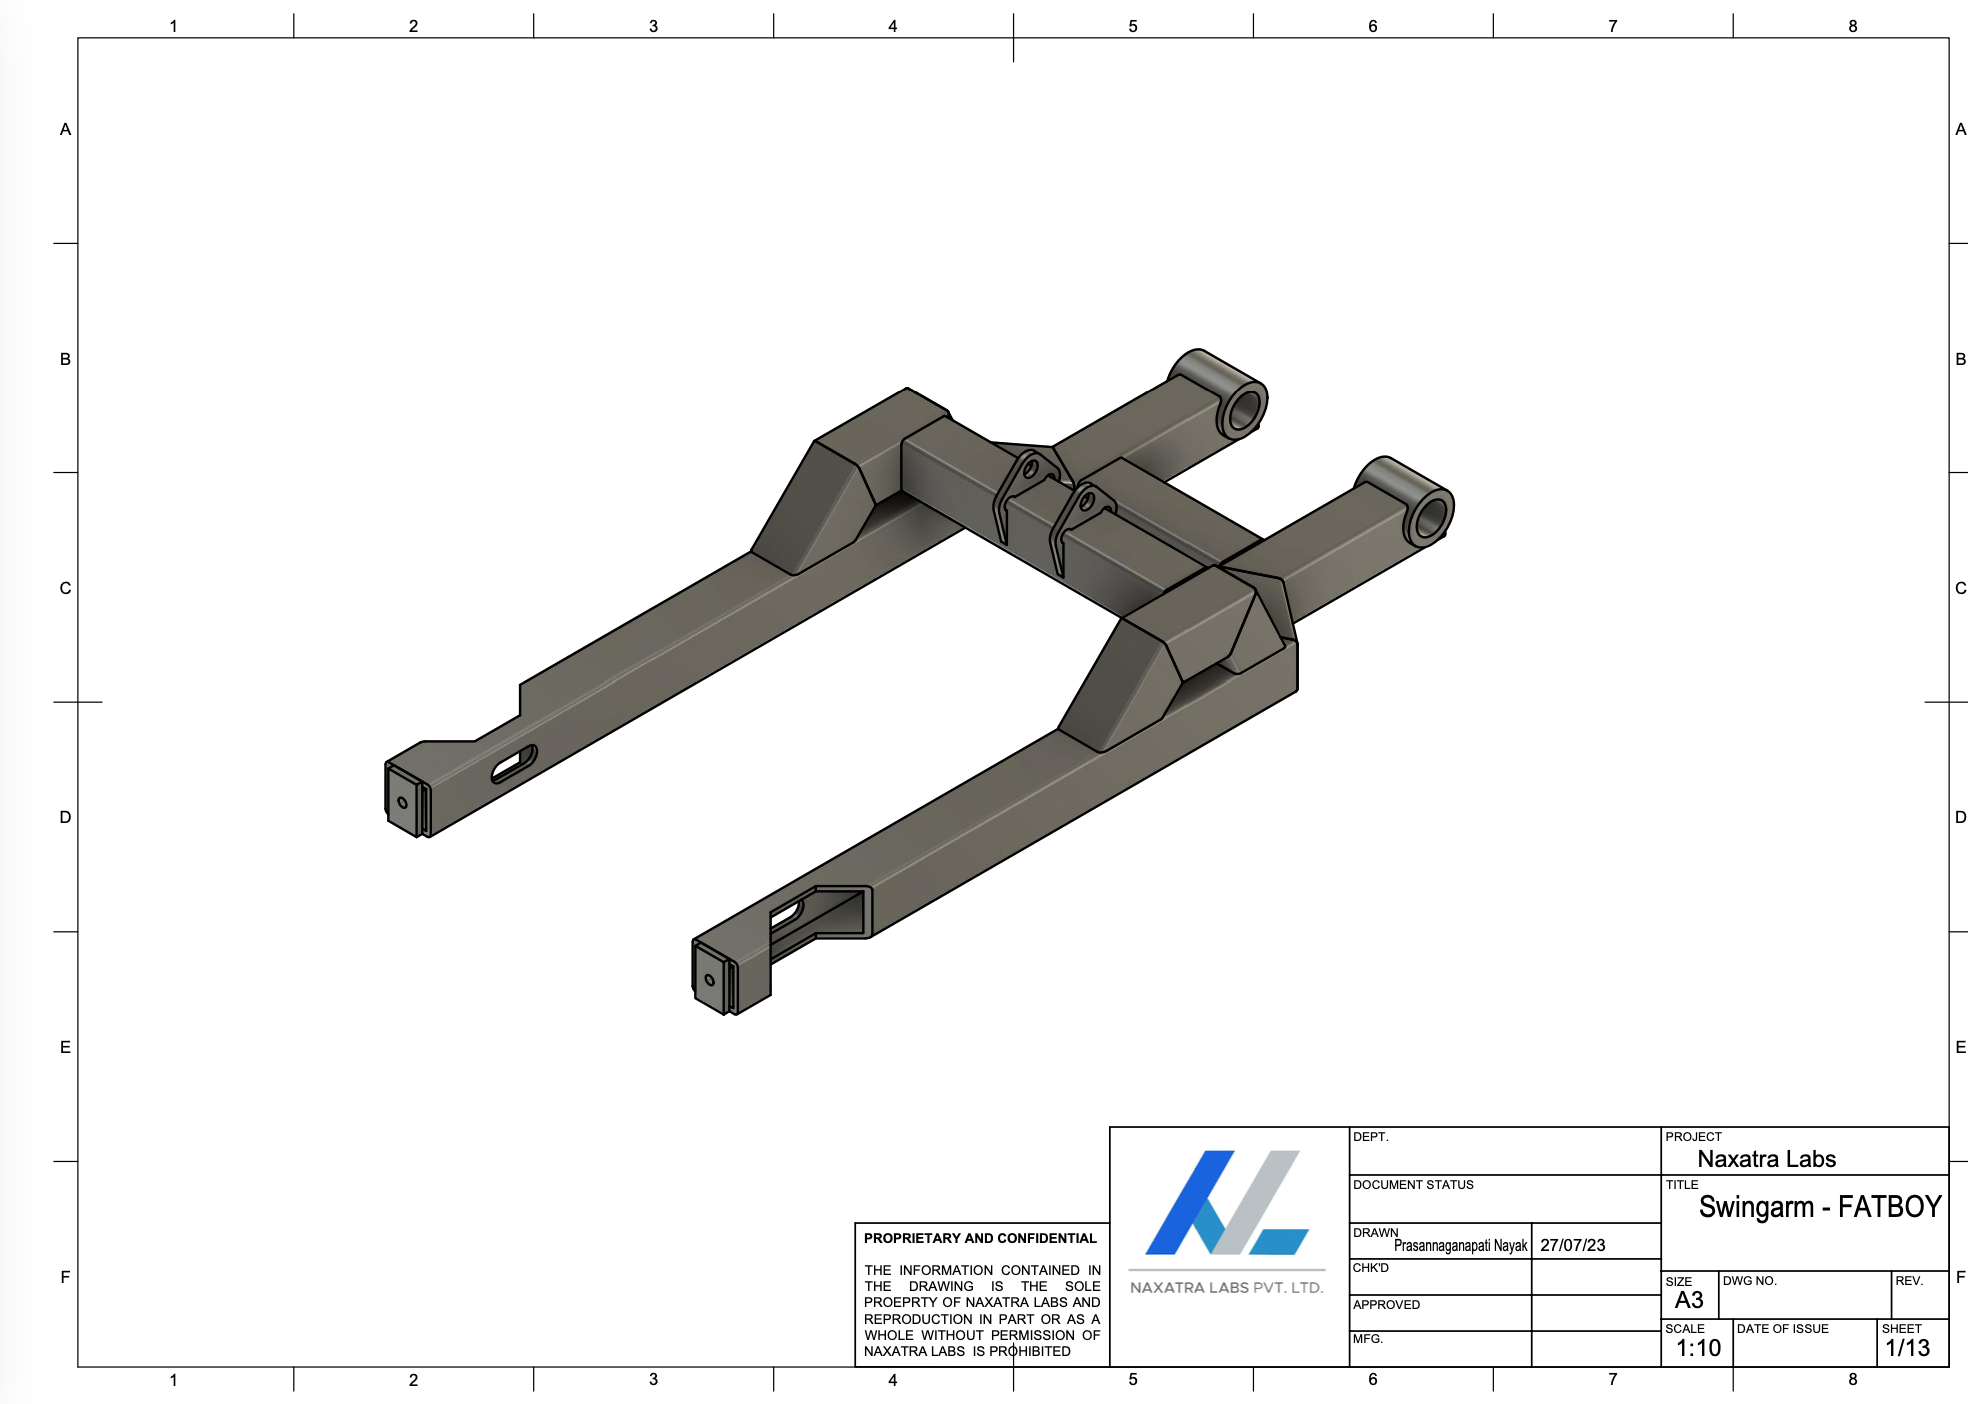 1 2 3 4 5 6 7 8
A A
B B
C C
D D
E E
F F
PROPRIETARY AND CONFIDENTIAL
THE INFORMATION CONTAINED IN
THE DRAWING IS THE SOLE
PROEPRTY OF NAXATRA LABS AND
REPRODUCTION IN PART OR AS A
WHOLE WITHOUT PERMISSION OF
NAXATRA LABS IS PROHIBITED
NAXATRA LABS PVT. LTD.
DEPT.
DOCUMENT STATUS
DRAWN
Prasannaganapati Nayak 27/07/23
CHK'D
APPROVED
MFG.
PROJECT
Naxatra Labs
TITLE
Swingarm - FATBOY
SIZE DWG NO. REV.
A3
SCALE DATE OF ISSUE SHEET
1:10 1/13
1 2 3 4 5 6 7 8